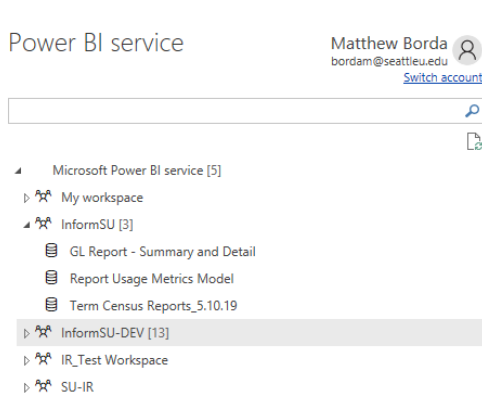 Power BI service
Matthew Borda
bordam@seattleu.edu
Switch account
Microsoft Power BI service [5]
My workspace
InformSU [3]
GL Report - Summary and Detail
Report Usage Metrics Model
Term Census Reports_5.10.19
InformSU-DEV [13]
IR_Test Workspace
SU-IR